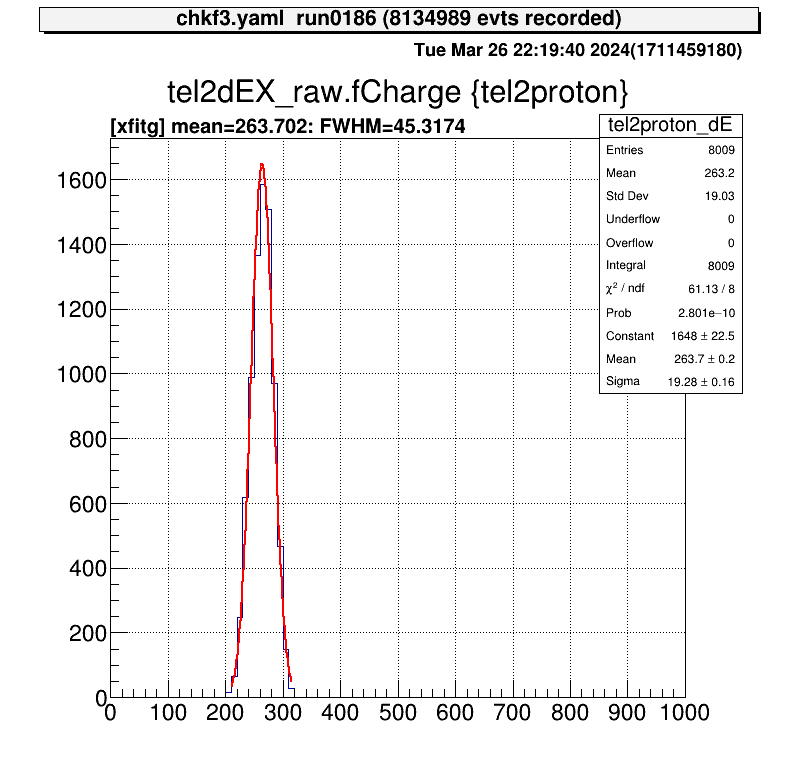 chkf3.yaml run0186 (8134989 evts recorded)
Tue Mar 26 22:19:40 2024(1711459180)
tel2dEX_raw.fCharge {tel2proton}
[xfitg] mean=263.702: FWHM=45.3174
tel2proton_dE
Entries 8009
Mean 263.2
Std Dev 19.03
Underflow 0
Overflow 0
Integral 8009
χ² / ndf 61.13 / 8
Prob 2.801e−10
Constant 1648 ± 22.5
Mean 263.7 ± 0.2
Sigma 19.28 ± 0.16
1600
1400
1200
1000
800
600
400
200
0
0 100 200 300 400 500 600 700 800 900 1000